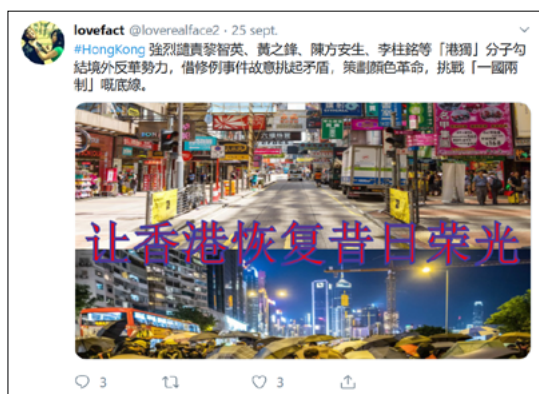 lovefact @loverealface2 · 25 sept.
#HongKong 強烈譴責黎智英、黃之鋒、陳方安生、李柱銘等「港獨」分子勾
結境外反華勢力，借修例事件故意挑起矛盾，策劃顏色革命，挑戰「一國兩
制」嘅底線。
让香港恢复昔日荣光
3
3